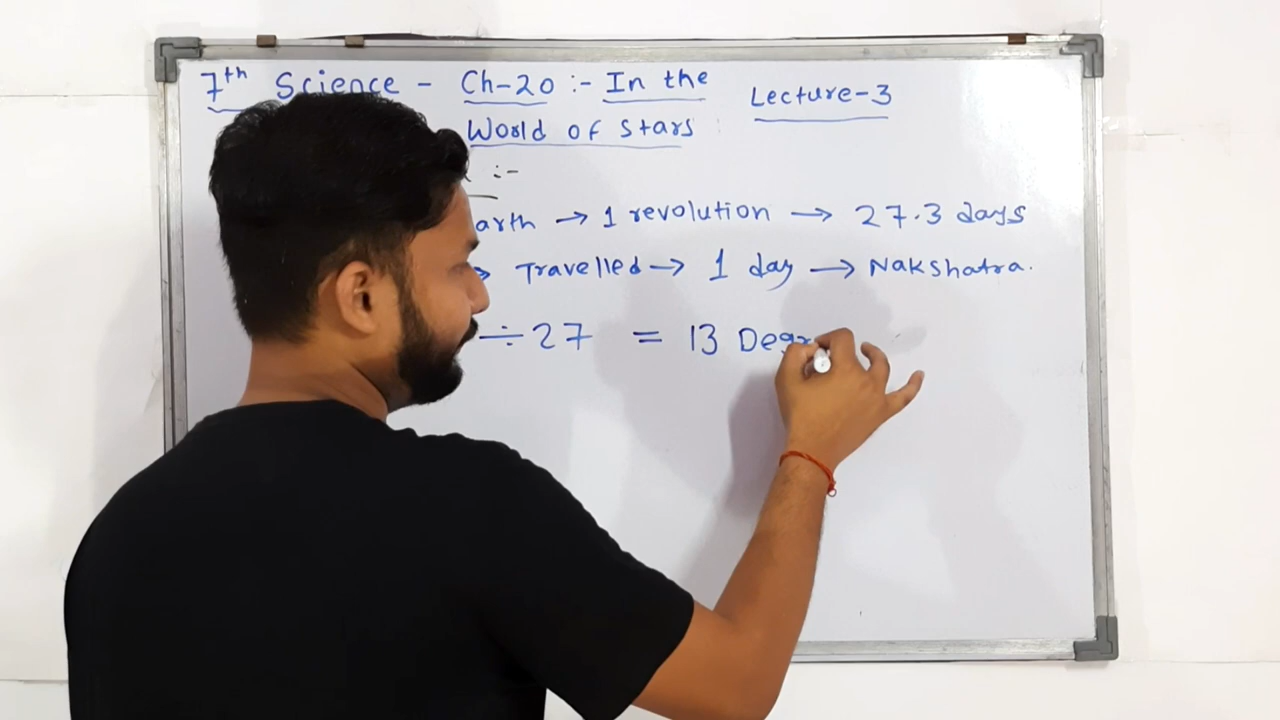 7th Science - Ch-20 :- In the
World of Stars
Lecture-3
:-
arth → 1 revolution → 27.3 days
→ Travelled → 1 day → Nakshatra.
÷ 27 = 13 Degr